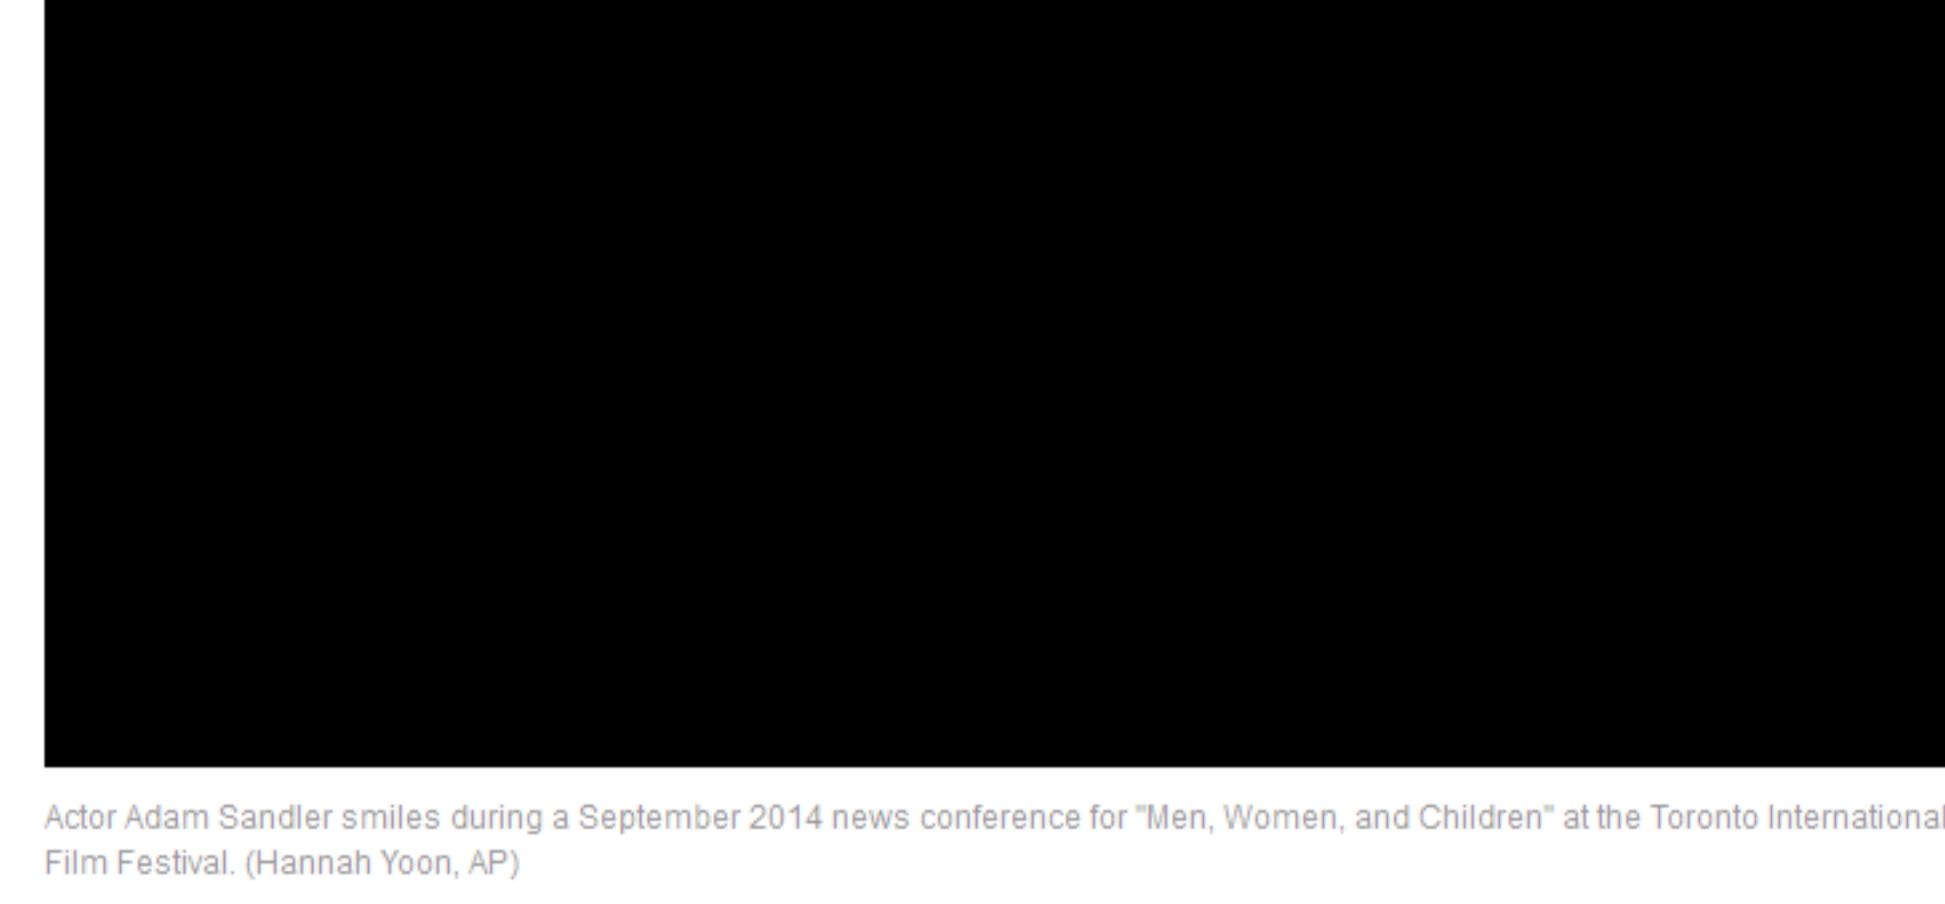 Actor Adam Sandler smiles during a September 2014 news conference for "Men, Women, and Children" at the Toronto International
Film Festival. (Hannah Yoon, AP)